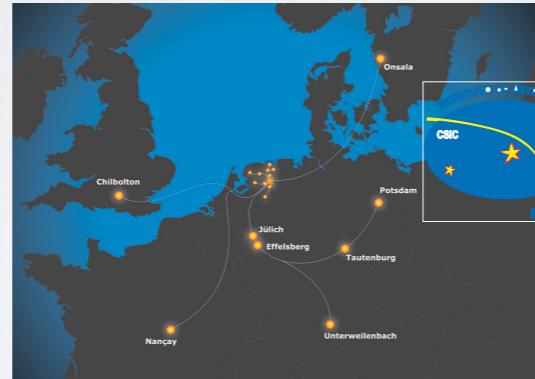 Onsala
CSIC
Chilbolton
Potsdam
Jülich
Effelsberg
Tautenburg
Nançay
Unterweilenbach